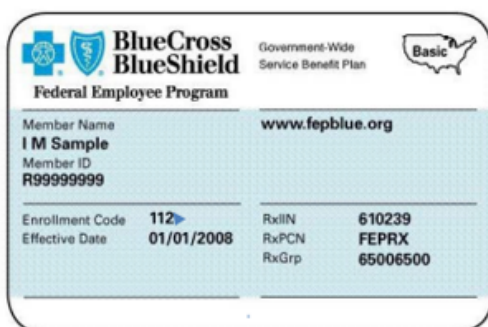 BlueCross
BlueShield
Federal Employee Program
Government-Wide
Service Benefit Plan
Basic
Member Name
I M Sample
Member ID
R99999999
www.fepblue.org
Enrollment Code 112
Effective Date 01/01/2008
RxIIN 610239
RxPCN FEPRX
RxGrp 65006500